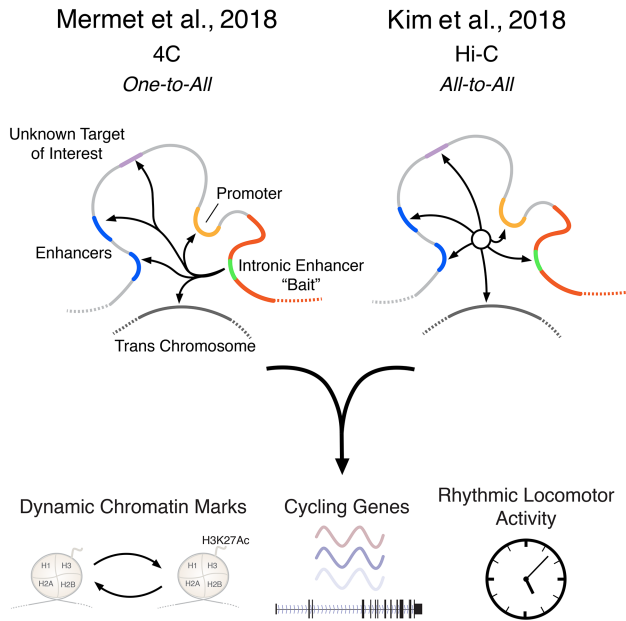 Mermet et al., 2018
4C
One-to-All
Kim et al., 2018
Hi-C
All-to-All
Unknown Target
of Interest
Promoter
Enhancers
Intronic Enhancer
“Bait”
Trans Chromosome
Dynamic Chromatin Marks
Cycling Genes
Rhythmic Locomotor
Activity
H3K27Ac
H1 H3
H2A H2B
H1 H3
H2A H2B